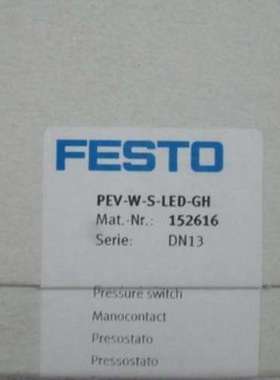 FESTO
PEV-W-S-LED-GH
Mat.-Nr.: 152616
Serie: DN13
Pressure switch
Manocontact
Presostato
Pressostato